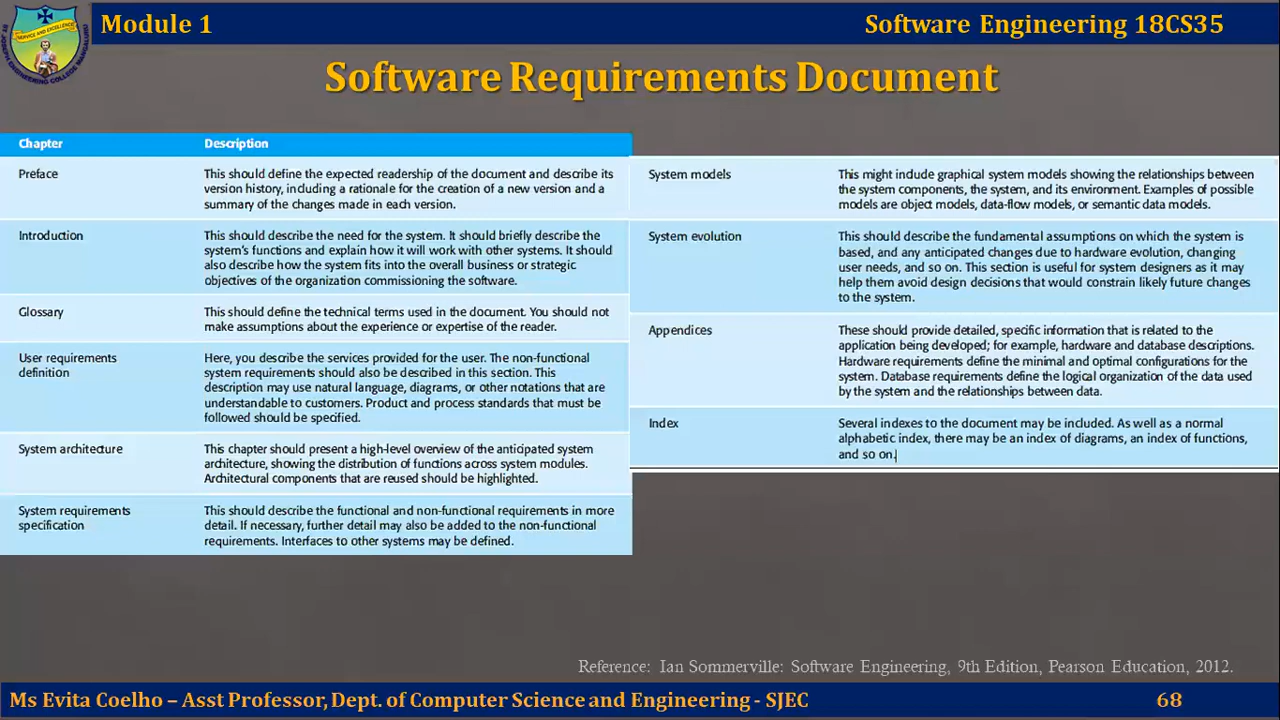 Module 1
Software Engineering 18CS35
Software Requirements Document
Chapter
Description
Preface
This should define the expected readership of the document and describe its
version history, including a rationale for the creation of a new version and a
summary of the changes made in each version.
Introduction
This should describe the need for the system. It should briefly describe the
system's functions and explain how it will work with other systems. It should
also describe how the system fits into the overall business or strategic
objectives of the organization commissioning the software.
Glossary
This should define the technical terms used in the document. You should not
make assumptions about the experience or expertise of the reader.
User requirements
definition
Here, you describe the services provided for the user. The non-functional
system requirements should also be described in this section. This
description may use natural language, diagrams, or other notations that are
understandable to customers. Product and process standards that must be
followed should be specified.
System architecture
This chapter should present a high-level overview of the anticipated system
architecture, showing the distribution of functions across system modules.
Architectural components that are reused should be highlighted.
System requirements
specification
This should describe the functional and non-functional requirements in more
detail. If necessary, further detail may also be added to the non-functional
requirements. Interfaces to other systems may be defined.
System models
This might include graphical system models showing the relationships between
the system components, the system, and its environment. Examples of possible
models are object models, data-flow models, or semantic data models.
System evolution
This should describe the fundamental assumptions on which the system is
based, and any anticipated changes due to hardware evolution, changing
user needs, and so on. This section is useful for system designers as it may
help them avoid design decisions that would constrain likely future changes
to the system.
Appendices
These should provide detailed, specific information that is related to the
application being developed; for example, hardware and database descriptions.
Hardware requirements define the minimal and optimal configurations for the
system. Database requirements define the logical organization of the data used
by the system and the relationships between data.
Index
Several indexes to the document may be included. As well as a normal
alphabetic index, there may be an index of diagrams, an index of functions,
and so on.
Reference: Ian Sommerville: Software Engineering, 9th Edition, Pearson Education, 2012.
Ms Evita Coelho – Asst Professor, Dept. of Computer Science and Engineering - SJEC
68